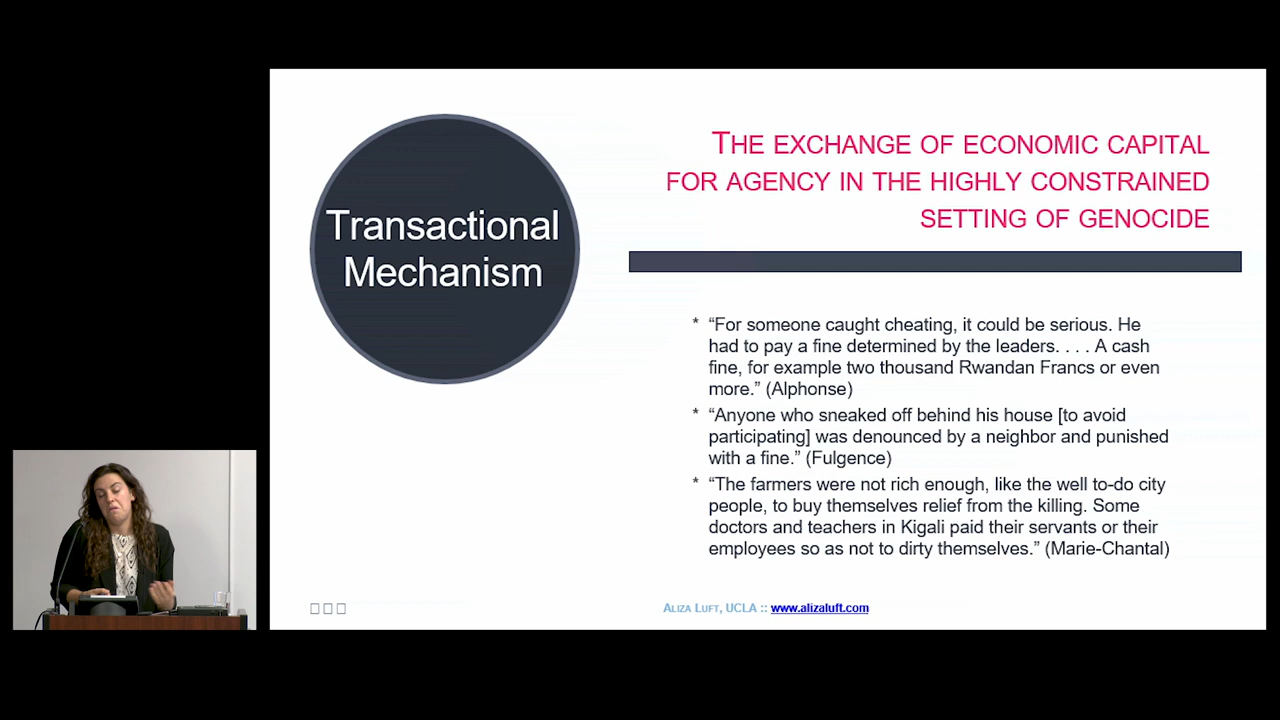 Transactional
Mechanism
THE EXCHANGE OF ECONOMIC CAPITAL
FOR AGENCY IN THE HIGHLY CONSTRAINED
SETTING OF GENOCIDE
* “For someone caught cheating, it could be serious. He
had to pay a fine determined by the leaders. . . . A cash
fine, for example two thousand Rwandan Francs or even
more.” (Alphonse)
* “Anyone who sneaked off behind his house [to avoid
participating] was denounced by a neighbor and punished
with a fine.” (Fulgence)
* “The farmers were not rich enough, like the well to-do city
people, to buy themselves relief from the killing. Some
doctors and teachers in Kigali paid their servants or their
employees so as not to dirty themselves.” (Marie-Chantal)
ALIZA LUFT, UCLA :: www.alizaluft.com